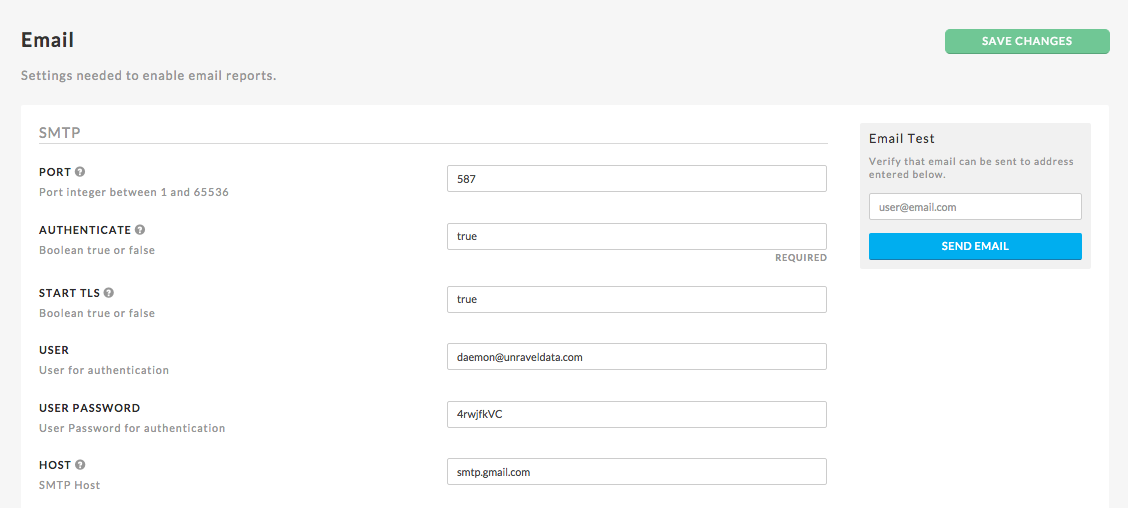 Email
SAVE CHANGES
Settings needed to enable email reports.
SMTP
PORT
Port integer between 1 and 65536
587
AUTHENTICATE
Boolean true or false
true
REQUIRED
START TLS
Boolean true or false
true
USER
User for authentication
daemon@unraveldata.com
USER PASSWORD
User Password for authentication
4rwjfkVC
HOST
SMTP Host
smtp.gmail.com
Email Test
Verify that email can be sent to address
entered below.
user@email.com
SEND EMAIL